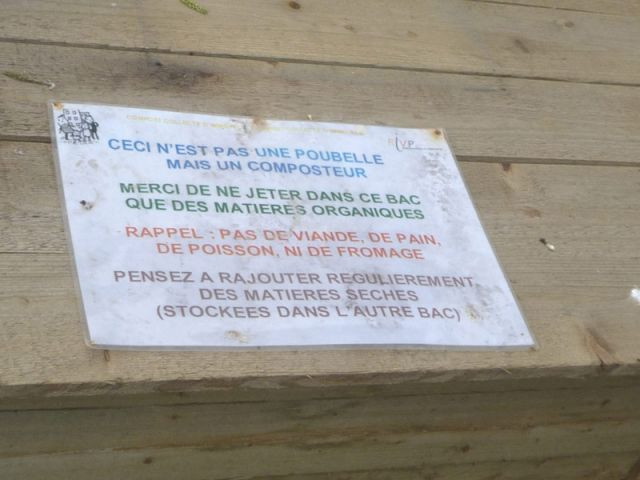 CECI N'EST PAS UNE POUBELLE
MAIS UN COMPOSTEUR
MERCI DE NE JETER DANS CE BAC
QUE DES MATIERES ORGANIQUES
RAPPEL : PAS DE VIANDE, DE PAIN,
DE POISSON, NI DE FROMAGE
PENSEZ A RAJOUTER REGULIEREMENT
DES MATIERES SECHES
(STOCKEES DANS L'AUTRE BAC)